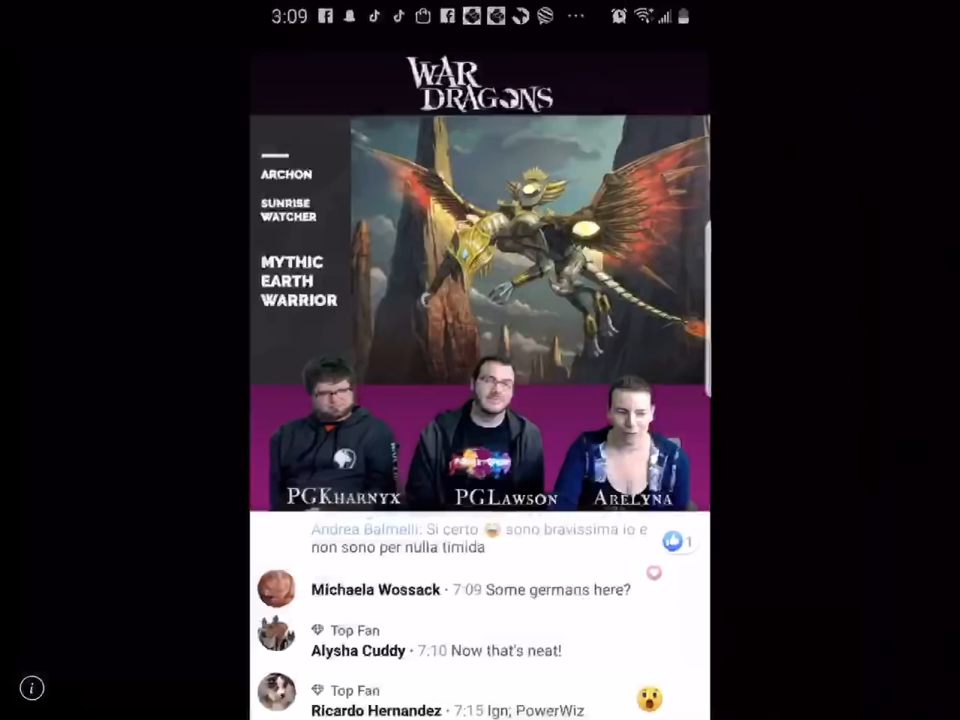 3:09
WAR
DRAGONS
ARCHON
SUNRISE
WATCHER
MYTHIC
EARTH
WARRIOR
PGKHARNYX
PGLAWSON
ARELYNA
Andrea Balmelli: Si certo 😄 sono bravissima io e
non sono per nulla timida
1
Michaela Wossack · 7:09 Some germans here?
Top Fan
Alysha Cuddy · 7:10 Now that's neat!
Top Fan
Ricardo Hernandez · 7:15 Ign; PowerWiz